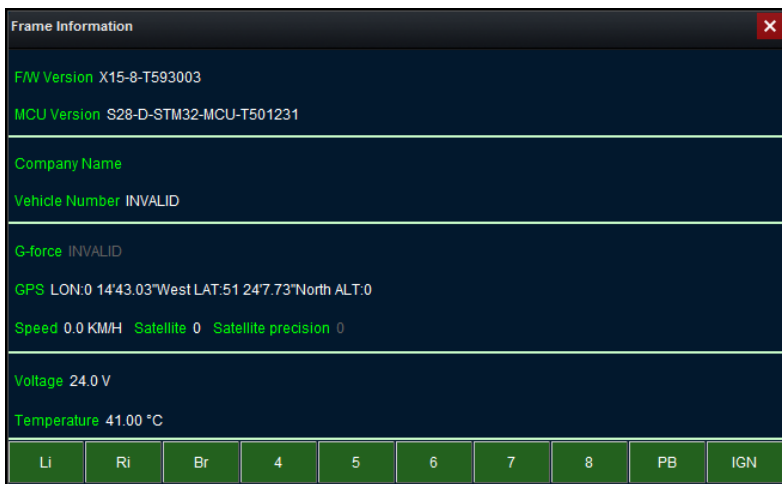 Frame Information
F/W Version X15-8-T593003
MCU Version S28-D-STM32-MCU-T501231
Company Name
Vehicle Number INVALID
G-force INVALID
GPS LON:0 14'43.03"West LAT:51 24'7.73"North ALT:0
Speed 0.0 KM/H Satellite 0 Satellite precision 0
Voltage 24.0 V
Temperature 41.00 °C
Li Ri Br 4 5 6 7 8 PB IGN